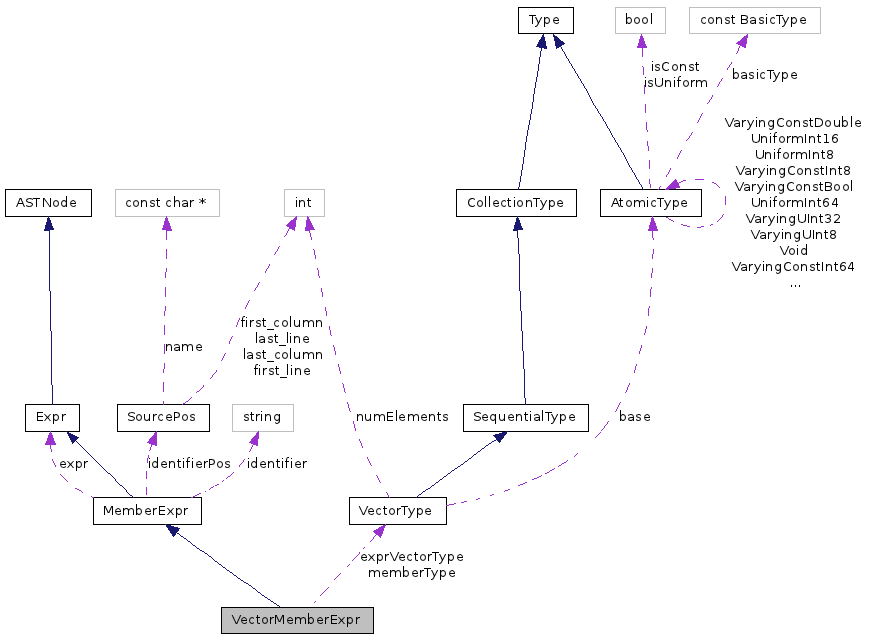 Type
bool
const BasicType
isConst
isUniform
basicType
VaryingConstDouble
UniformInt16
UniformInt8
VaryingConstInt8
VaryingConstBool
UniformInt64
VaryingUInt32
VaryingUInt8
Void
VaryingConstInt64
...
ASTNode
const char *
int
CollectionType
AtomicType
name
first_column
last_line
last_column
first_line
Expr
SourcePos
string
numElements
SequentialType
base
expr
identifierPos
identifier
MemberExpr
VectorType
exprVectorType
memberType
VectorMemberExpr